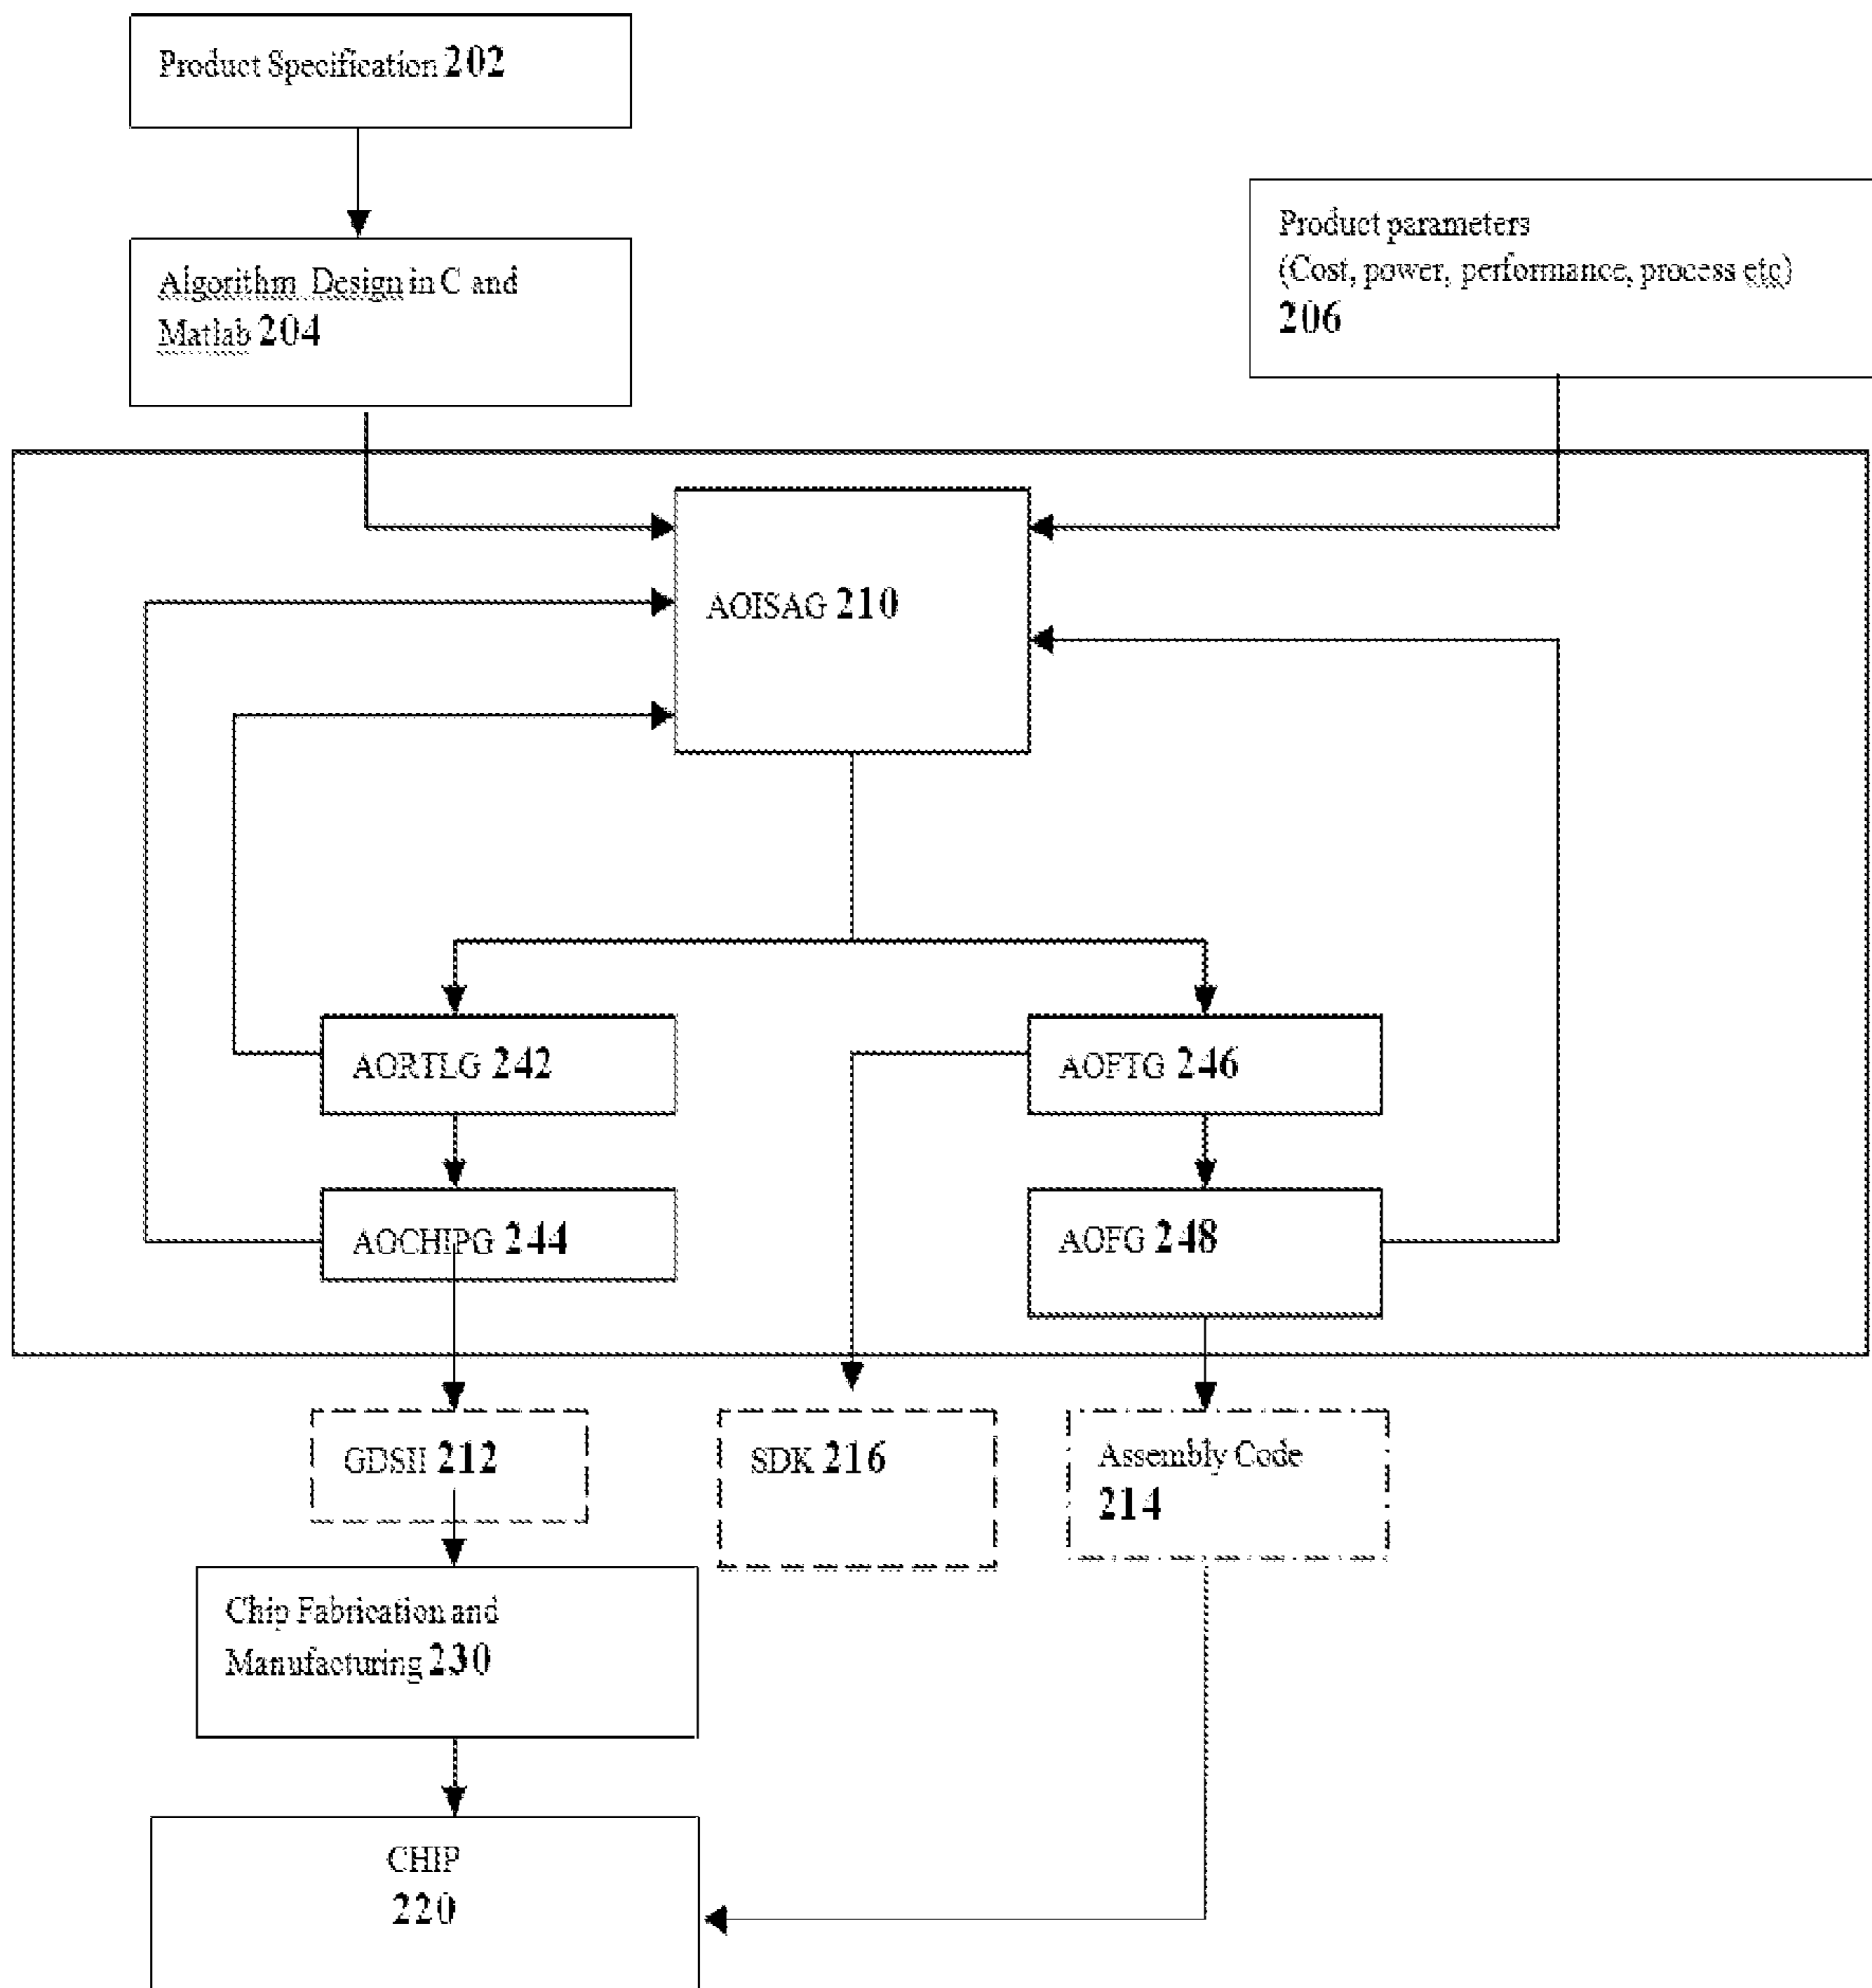 Product Specification 202
Algorithm Design in C and
Matlab 204
Product parameters
(Cost, power, performance, process etc)
206
AOISAG 210
AORTLG 242
AOFTG 246
AOCHIPG 244
AOFG 248
GDSII 212
SDK 216
Assembly Code
214
Chip Fabrication and
Manufacturing 230
CHIP
220